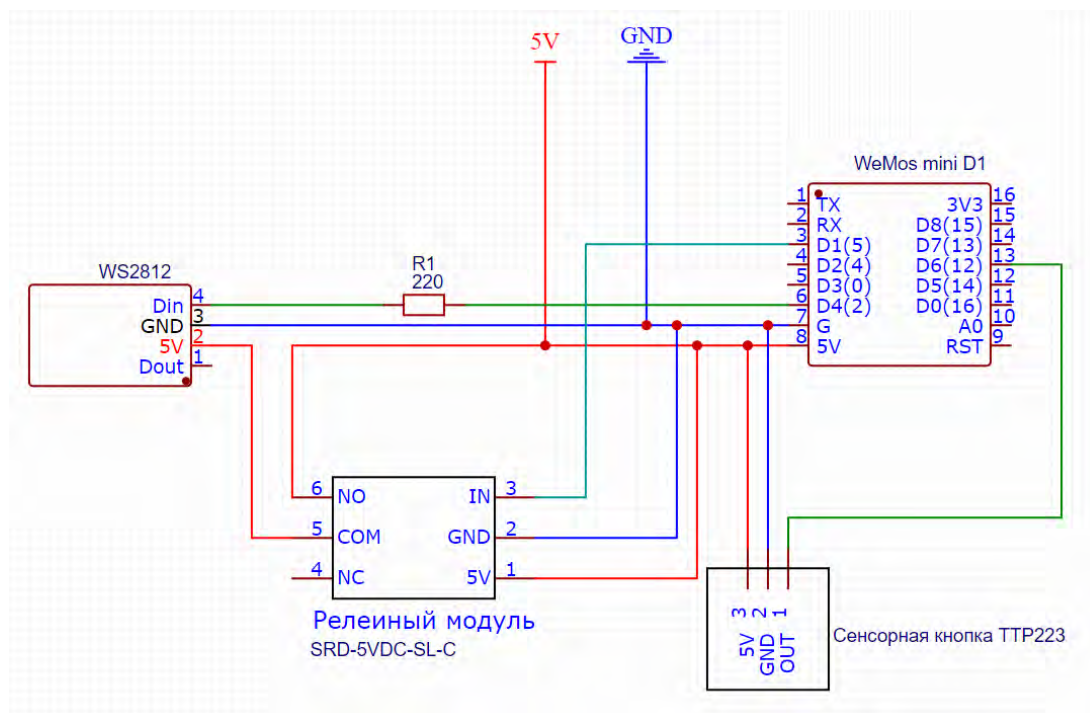 5V
GND
WeMos mini D1
1 TX
2 RX
3 D1(5)
4 D2(4)
5 D3(0)
6 D4(2)
7 G
8 5V
3V3 16
D8(15) 15
D7(13) 14
D6(12) 13
D5(14) 12
D0(16) 11
A0 10
RST 9
WS2812
Din 4
GND 3
5V 2
Dout 1
R1
220
6 NO
5 COM
4 NC
IN 3
GND 2
5V 1
Релеиный модуль
SRD-5VDC-SL-C
3 5V
2 GND
1 OUT
Сенсорная кнопка TTP223